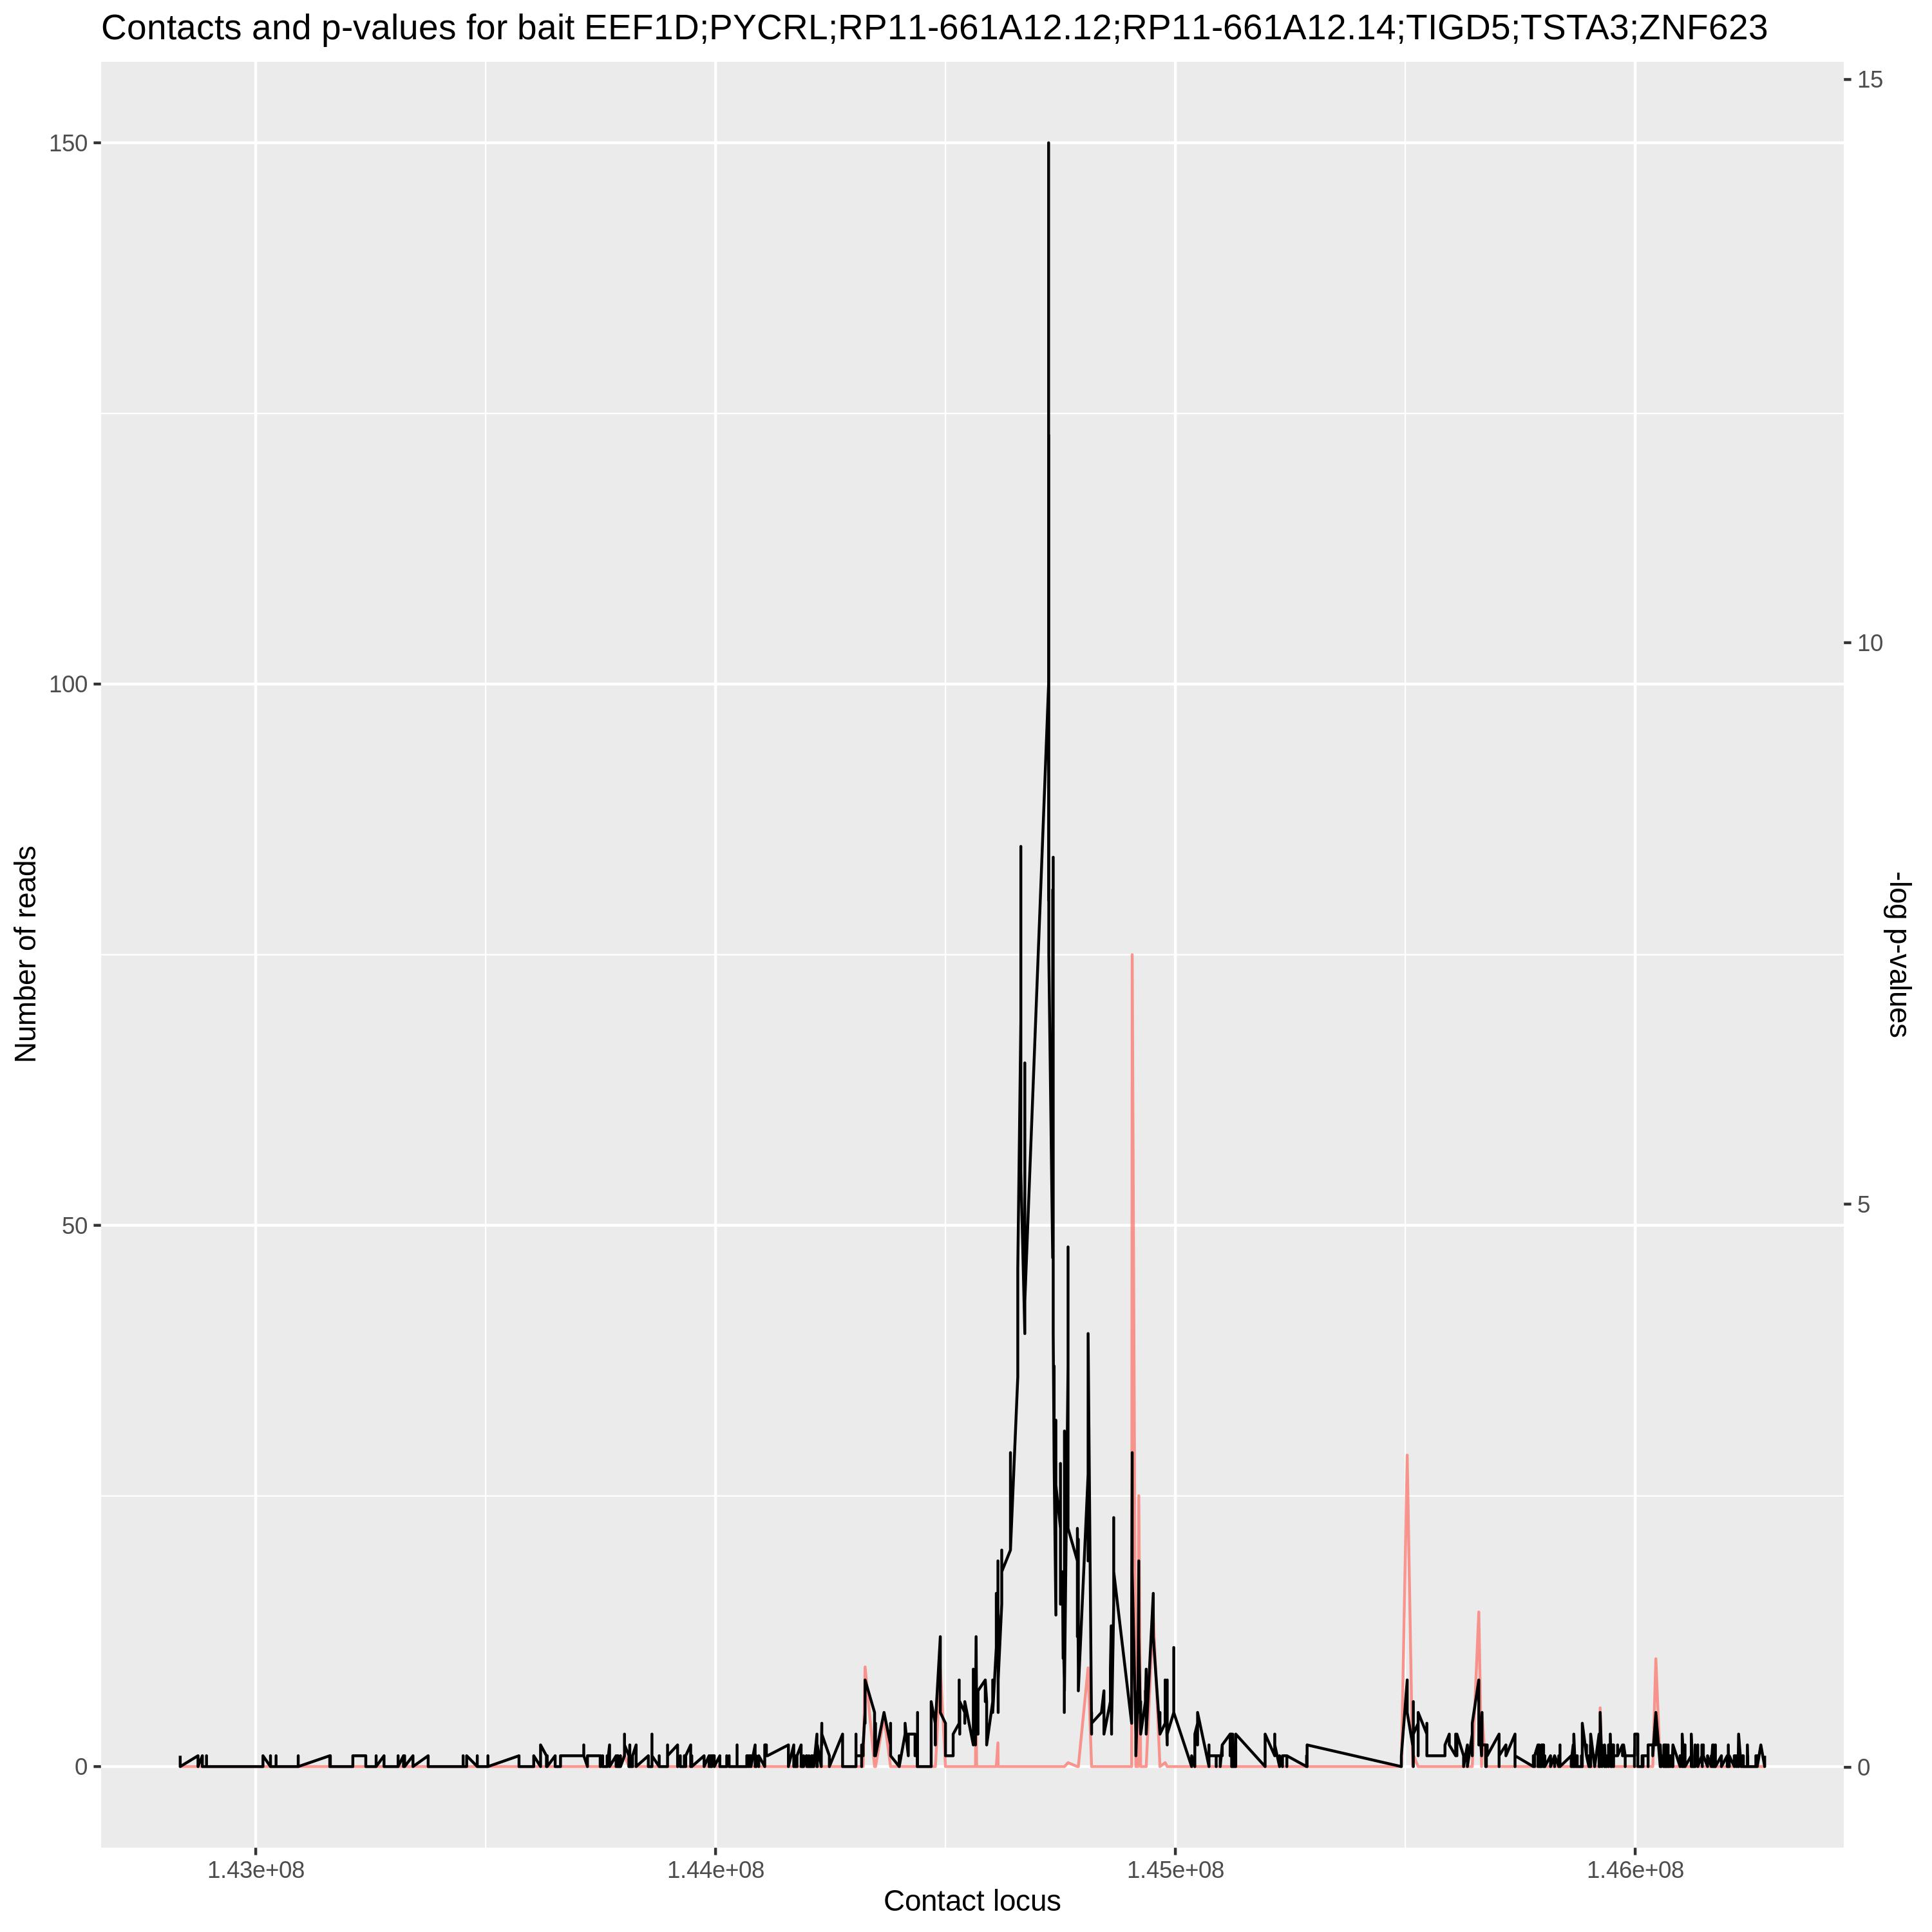 Contacts and p-values for bait EEF1D;PYCRL;RP11-661A12.12;RP11-661A12.14;TIGD5;TSTA3;ZNF623
15
150
10
100
Number of reads
-log p-values
5
50
0
0
1.43e+08
1.44e+08
1.45e+08
1.46e+08
Contact locus